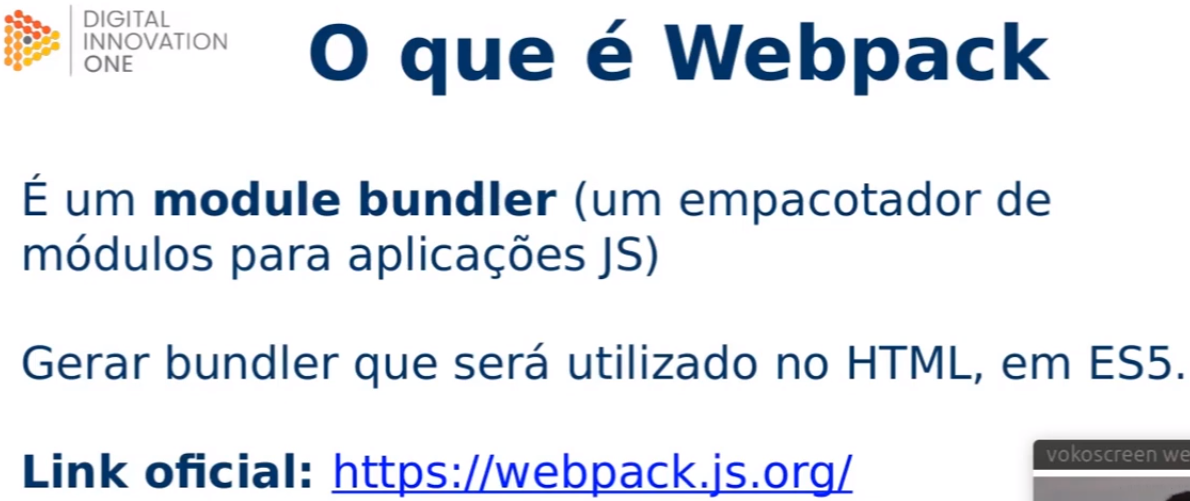 DIGITAL
INNOVATION
ONE
O que é Webpack
É um module bundler (um empacotador de
módulos para aplicações JS)
Gerar bundler que será utilizado no HTML, em ES5.
Link oficial: https://webpack.js.org/
vokoscreen we